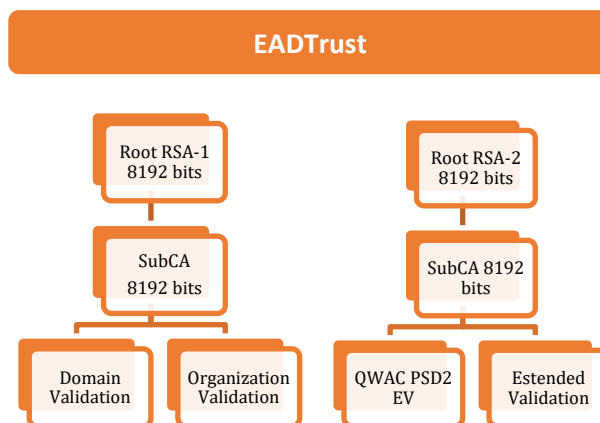 EADTrust
Root RSA-1
8192 bits
Root RSA-2
8192 bits
SubCA
8192 bits
SubCA 8192
bits
Domain
Validation
Organization
Validation
QWAC PSD2
EV
Estended
Validation